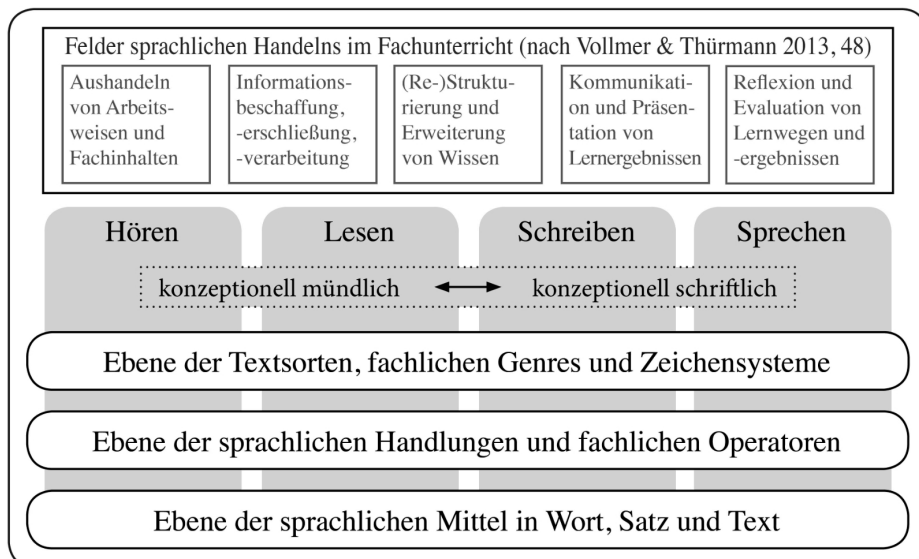 Felder sprachlichen Handelns im Fachunterricht (nach Vollmer & Thürmann 2013, 48)
Aushandeln
von Arbeits-
weisen und
Fachinhalten
Informations-
beschaffung,
-erschließung,
-verarbeitung
(Re-)Struktu-
rierung und
Erweiterung
von Wissen
Kommunikati-
on und Präsen-
tation von
Lernergebnissen
Reflexion und
Evaluation von
Lernwegen und
-ergebnissen
Hören
Lesen
Schreiben
Sprechen
konzeptionell mündlich
konzeptionell schriftlich
Ebene der Textsorten, fachlichen Genres und Zeichensysteme
Ebene der sprachlichen Handlungen und fachlichen Operatoren
Ebene der sprachlichen Mittel in Wort, Satz und Text